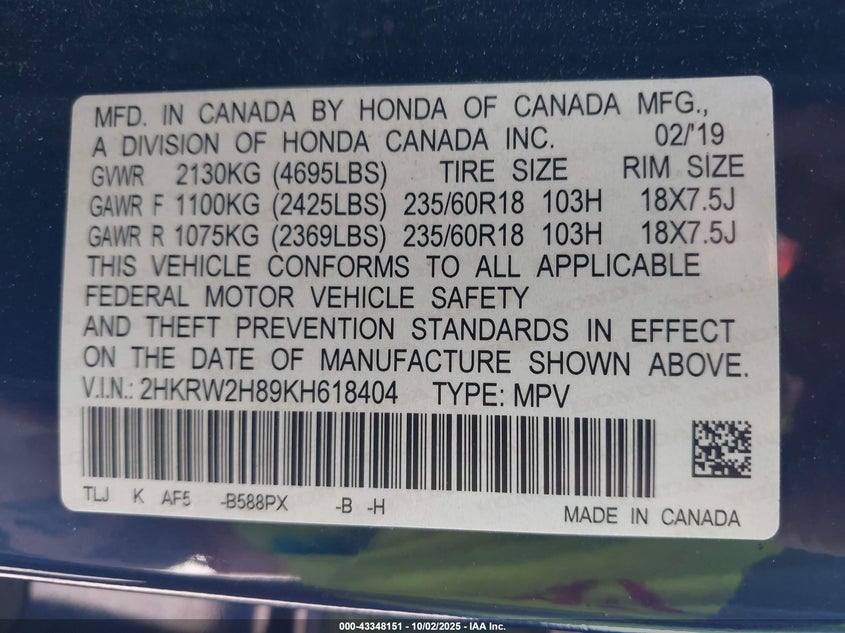 MFD. IN CANADA BY HONDA OF CANADA MFG.,
A DIVISION OF HONDA CANADA INC. 02/'19
GVWR 2130KG (4695LBS) TIRE SIZE RIM SIZE
GAWR F 1100KG (2425LBS) 235/60R18 103H 18X7.5J
GAWR R 1075KG (2369LBS) 235/60R18 103H 18X7.5J
THIS VEHICLE CONFORMS TO ALL APPLICABLE
FEDERAL MOTOR VEHICLE SAFETY
AND THEFT PREVENTION STANDARDS IN EFFECT
ON THE DATE OF MANUFACTURE SHOWN ABOVE.
V.I.N.: 2HKRW2H89KH618404 TYPE: MPV
TLJ K AF5 -B588PX -B -H
MADE IN CANADA
000-43348151 - 10/02/2025 - IAA Inc.